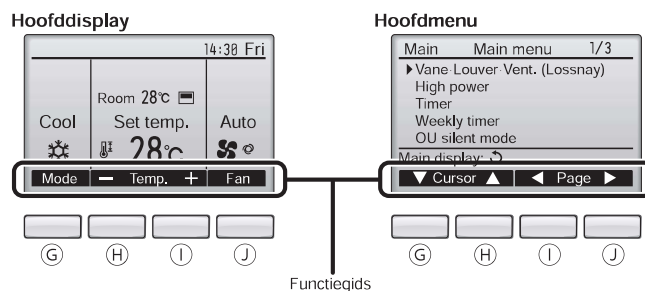 Hoofddisplay
14:30 Fri
Room 28°C
Cool Set temp. Auto
28°C
Mode − Temp. + Fan
G H I J
Hoofdmenu
Main Main menu 1/3
Vane·Louver·Vent. (Lossnay)
High power
Timer
Weekly timer
OU silent mode
Main display:
▼ Cursor ▲ ◀ Page ▶
G H I J
Functiegids